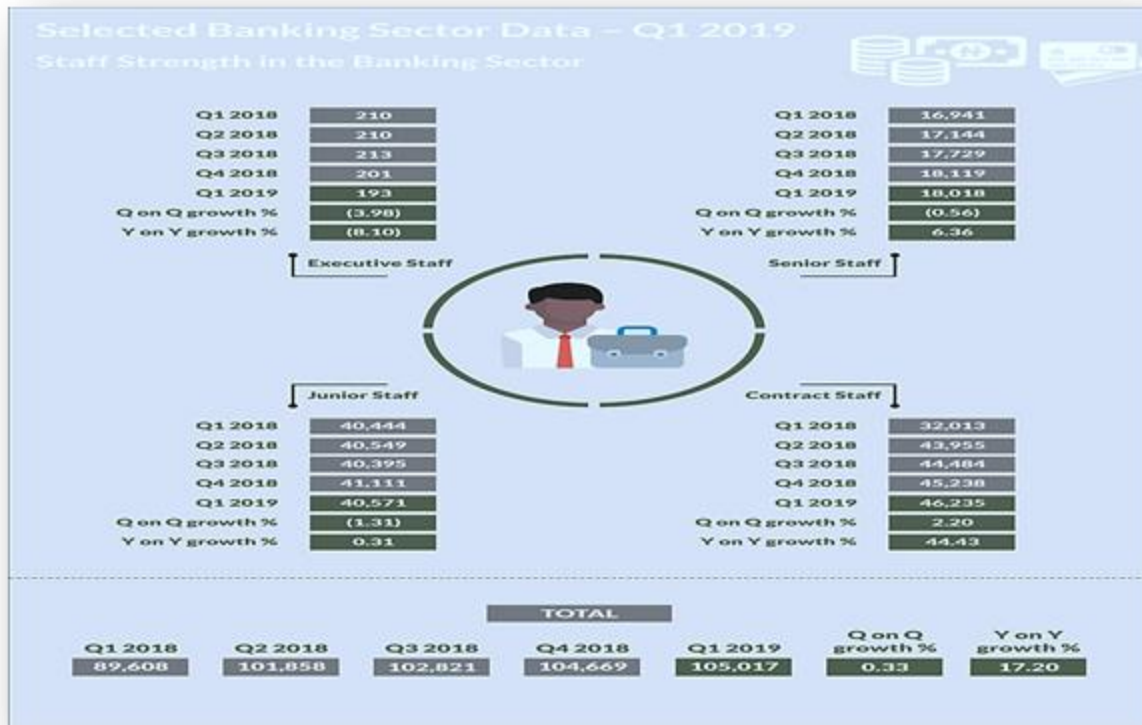 Selected Banking Sector Data – Q1 2019
Staff Strength in the Banking Sector
Q1 2018 210
Q2 2018 210
Q3 2018 213
Q4 2018 201
Q1 2019 193
Q on Q growth % (3.98)
Y on Y growth % (8.10)
Executive Staff
Q1 2018 16,941
Q2 2018 17,144
Q3 2018 17,729
Q4 2018 18,119
Q1 2019 18,018
Q on Q growth % (0.56)
Y on Y growth % 6.36
Senior Staff
Junior Staff
Q1 2018 40,444
Q2 2018 40,549
Q3 2018 40,395
Q4 2018 41,111
Q1 2019 40,571
Q on Q growth % (1.31)
Y on Y growth % 0.31
Contract Staff
Q1 2018 32,013
Q2 2018 43,955
Q3 2018 44,484
Q4 2018 45,238
Q1 2019 46,235
Q on Q growth % 2.20
Y on Y growth % 44.43
TOTAL
Q1 2018 Q2 2018 Q3 2018 Q4 2018 Q1 2019 Q on Q growth % Y on Y growth %
89,608 101,858 102,821 104,669 105,017 0.33 17.20